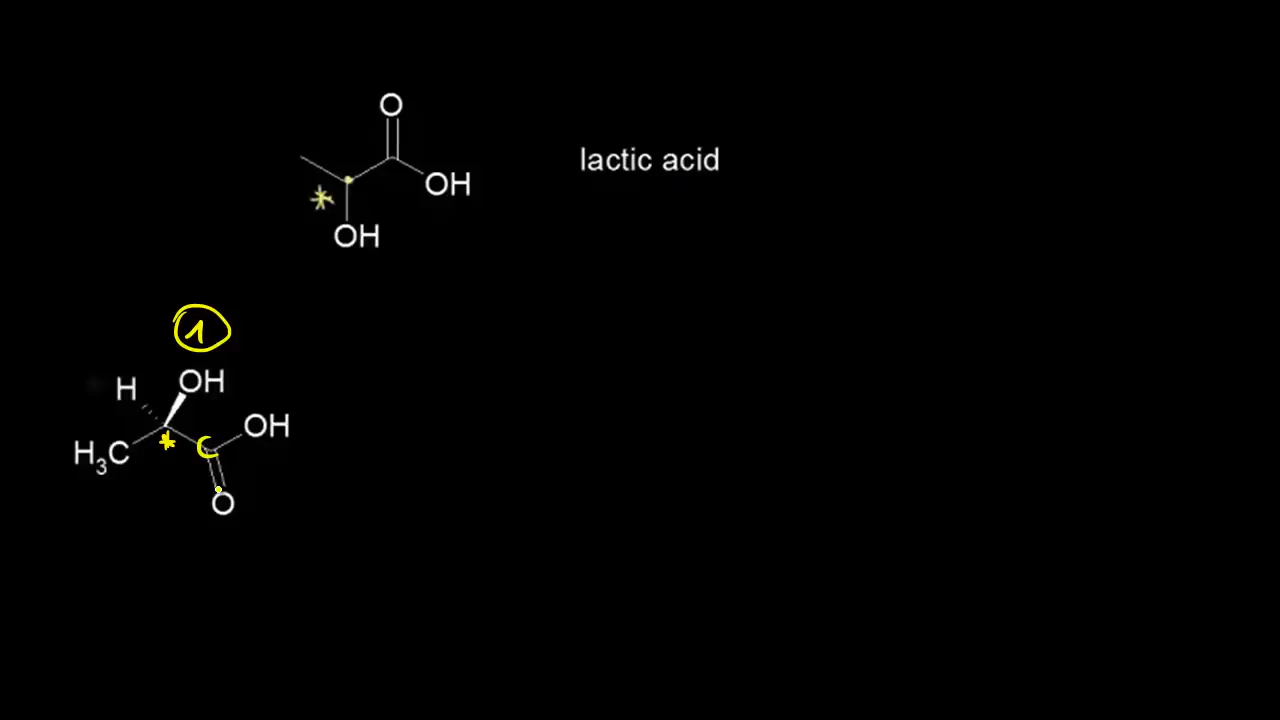 O
lactic acid
OH
*
OH
1
H OH
OH
H₃C * C
O